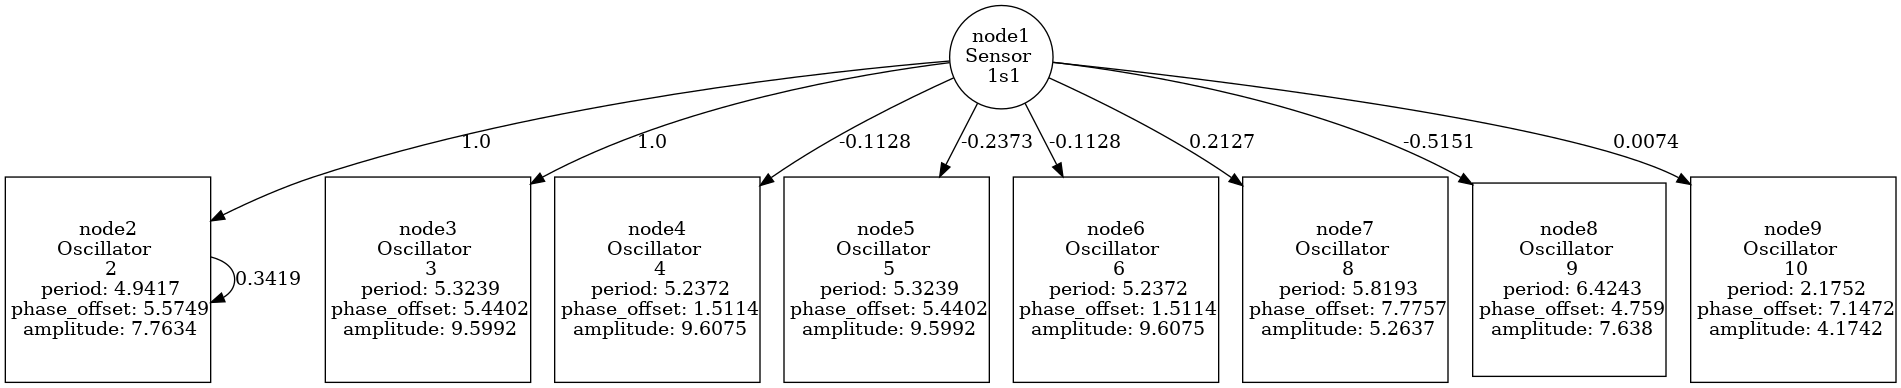 node1
Sensor
1s1
1.0
1.0
-0.1128
-0.2373
-0.1128
0.2127
-0.5151
0.0074
node2
Oscillator
2
period: 4.9417
phase_offset: 5.5749
amplitude: 7.7634
0.3419
node3
Oscillator
3
period: 5.3239
phase_offset: 5.4402
amplitude: 9.5992
node4
Oscillator
4
period: 5.2372
phase_offset: 1.5114
amplitude: 9.6075
node5
Oscillator
5
period: 5.3239
phase_offset: 5.4402
amplitude: 9.5992
node6
Oscillator
6
period: 5.2372
phase_offset: 1.5114
amplitude: 9.6075
node7
Oscillator
8
period: 5.8193
phase_offset: 7.7757
amplitude: 5.2637
node8
Oscillator
9
period: 6.4243
phase_offset: 4.759
amplitude: 7.638
node9
Oscillator
10
period: 2.1752
phase_offset: 7.1472
amplitude: 4.1742